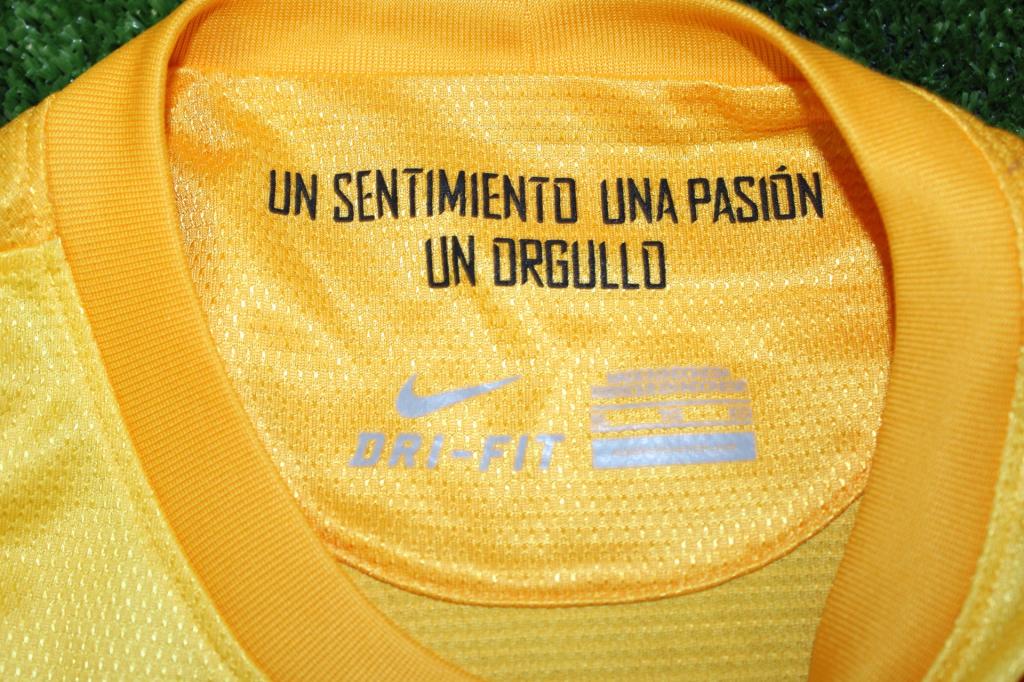 UN SENTIMIENTO UNA PASIÓN
UN ORGULLO
DRI-FIT